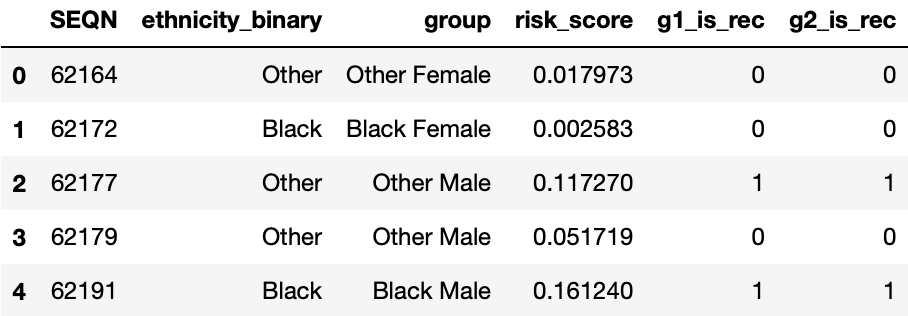 SEQN ethnicity_binary group risk_score g1_is_rec g2_is_rec
0 62164 Other Other Female 0.017973 0 0
1 62172 Black Black Female 0.002583 0 0
2 62177 Other Other Male 0.117270 1 1
3 62179 Other Other Male 0.051719 0 0
4 62191 Black Black Male 0.161240 1 1